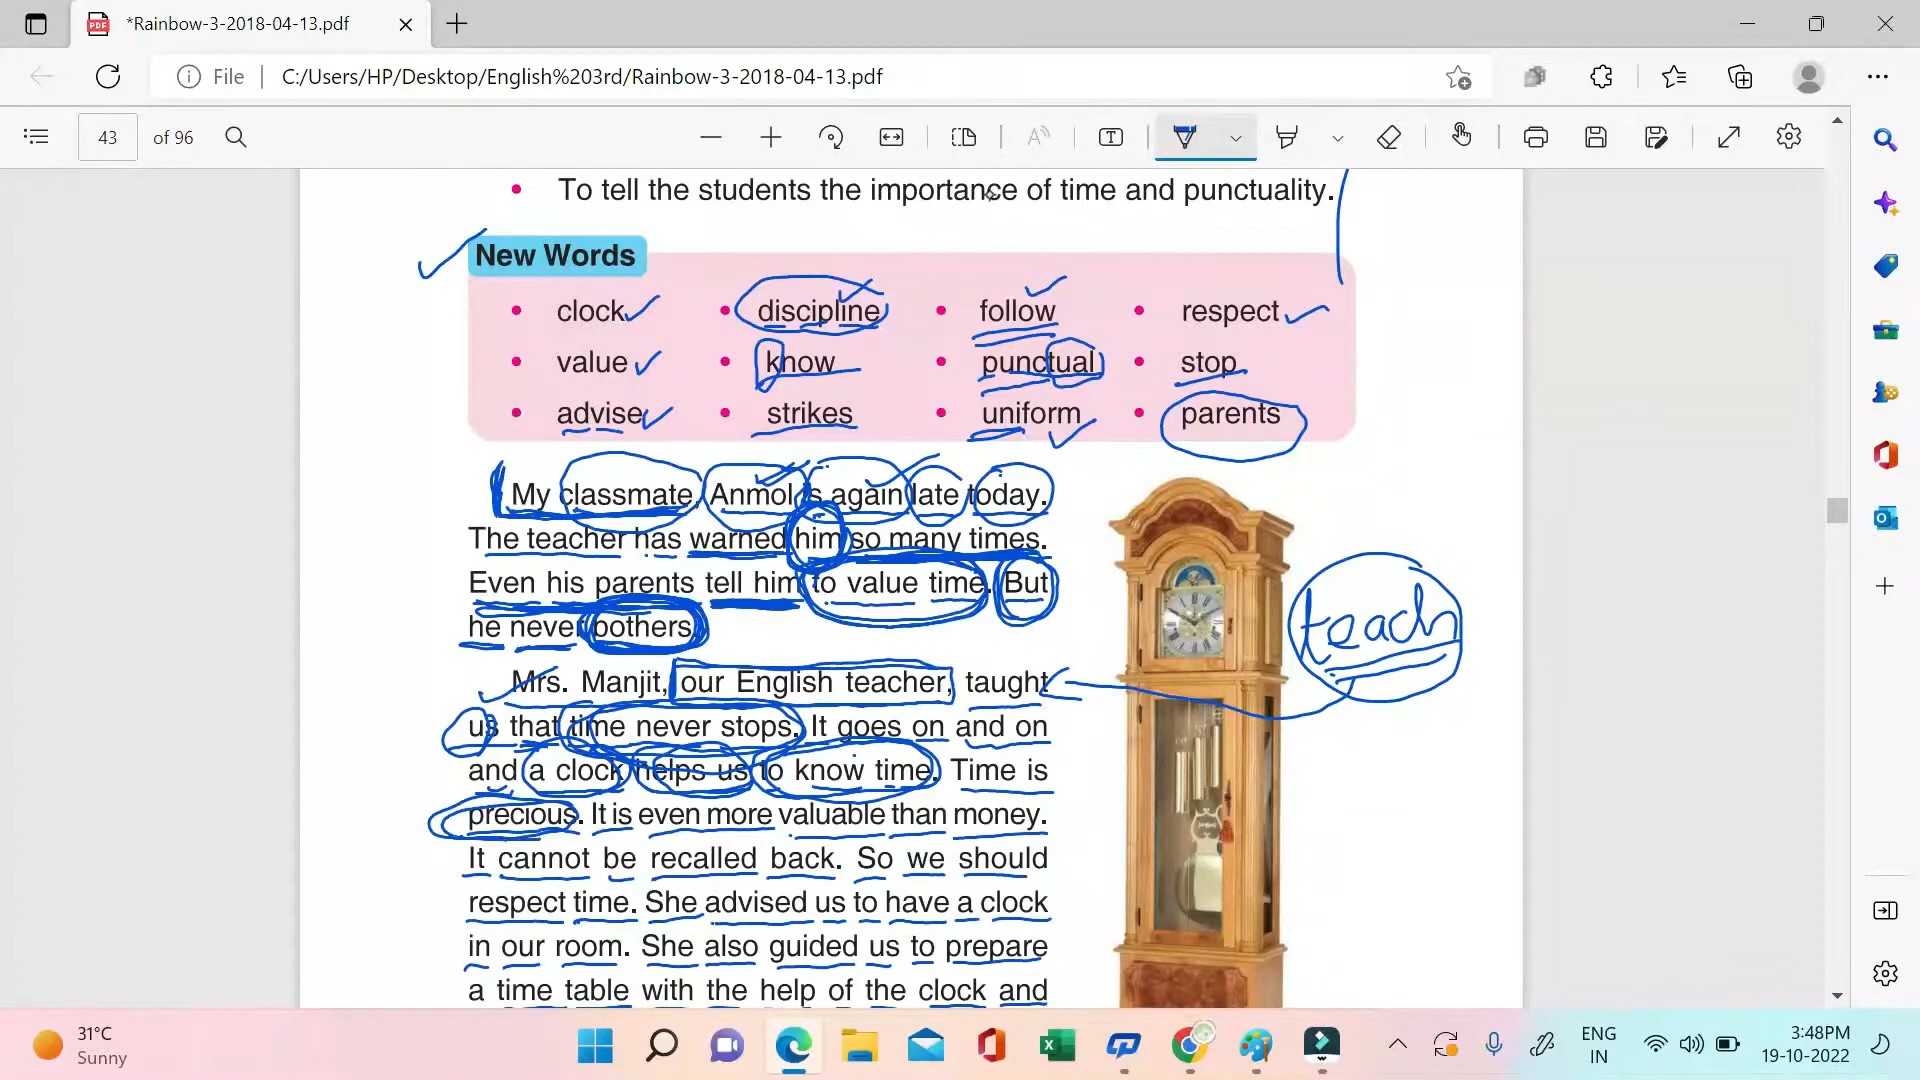 *Rainbow-3-2018-04-13.pdf
File
C:/Users/HP/Desktop/English%203rd/Rainbow-3-2018-04-13.pdf
43 of 96
• To tell the students the importance of time and punctuality.
New Words
• clock • discipline • follow • respect
• value • know • punctual • stop
• advise • strikes • uniform • parents
My classmate, Anmol is again late today.
The teacher has warned him so many times.
Even his parents tell him to value time. But
he never bothers.
teach
Mrs. Manjit, our English teacher, taught
us that time never stops. It goes on and on
and a clock helps us to know time. Time is
precious. It is even more valuable than money.
It cannot be recalled back. So we should
respect time. She advised us to have a clock
in our room. She also guided us to prepare
a time table with the help of the clock and
31°C
Sunny
ENG
IN
3:48PM
19-10-2022